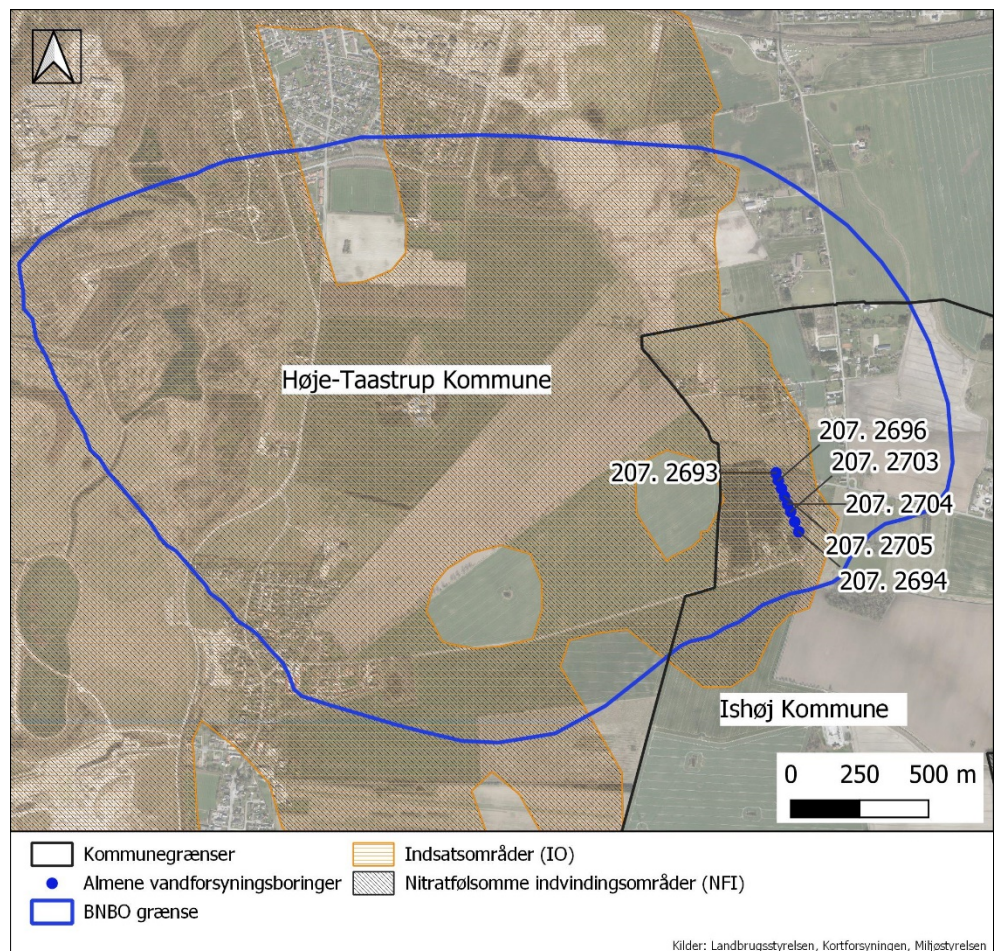 Høje-Taastrup Kommune
207. 2696
207. 2693
207. 2703
207. 2704
207. 2705
207. 2694
Ishøj Kommune
0 250 500 m
Kommunegrænser
Indsatsområder (IO)
Almene vandforsyningsboringer
Nitratfølsomme indvindingsområder (NFI)
BNBO grænse
Kilder: Landbrugsstyrelsen, Kortforsyningen, Miljøstyrelsen